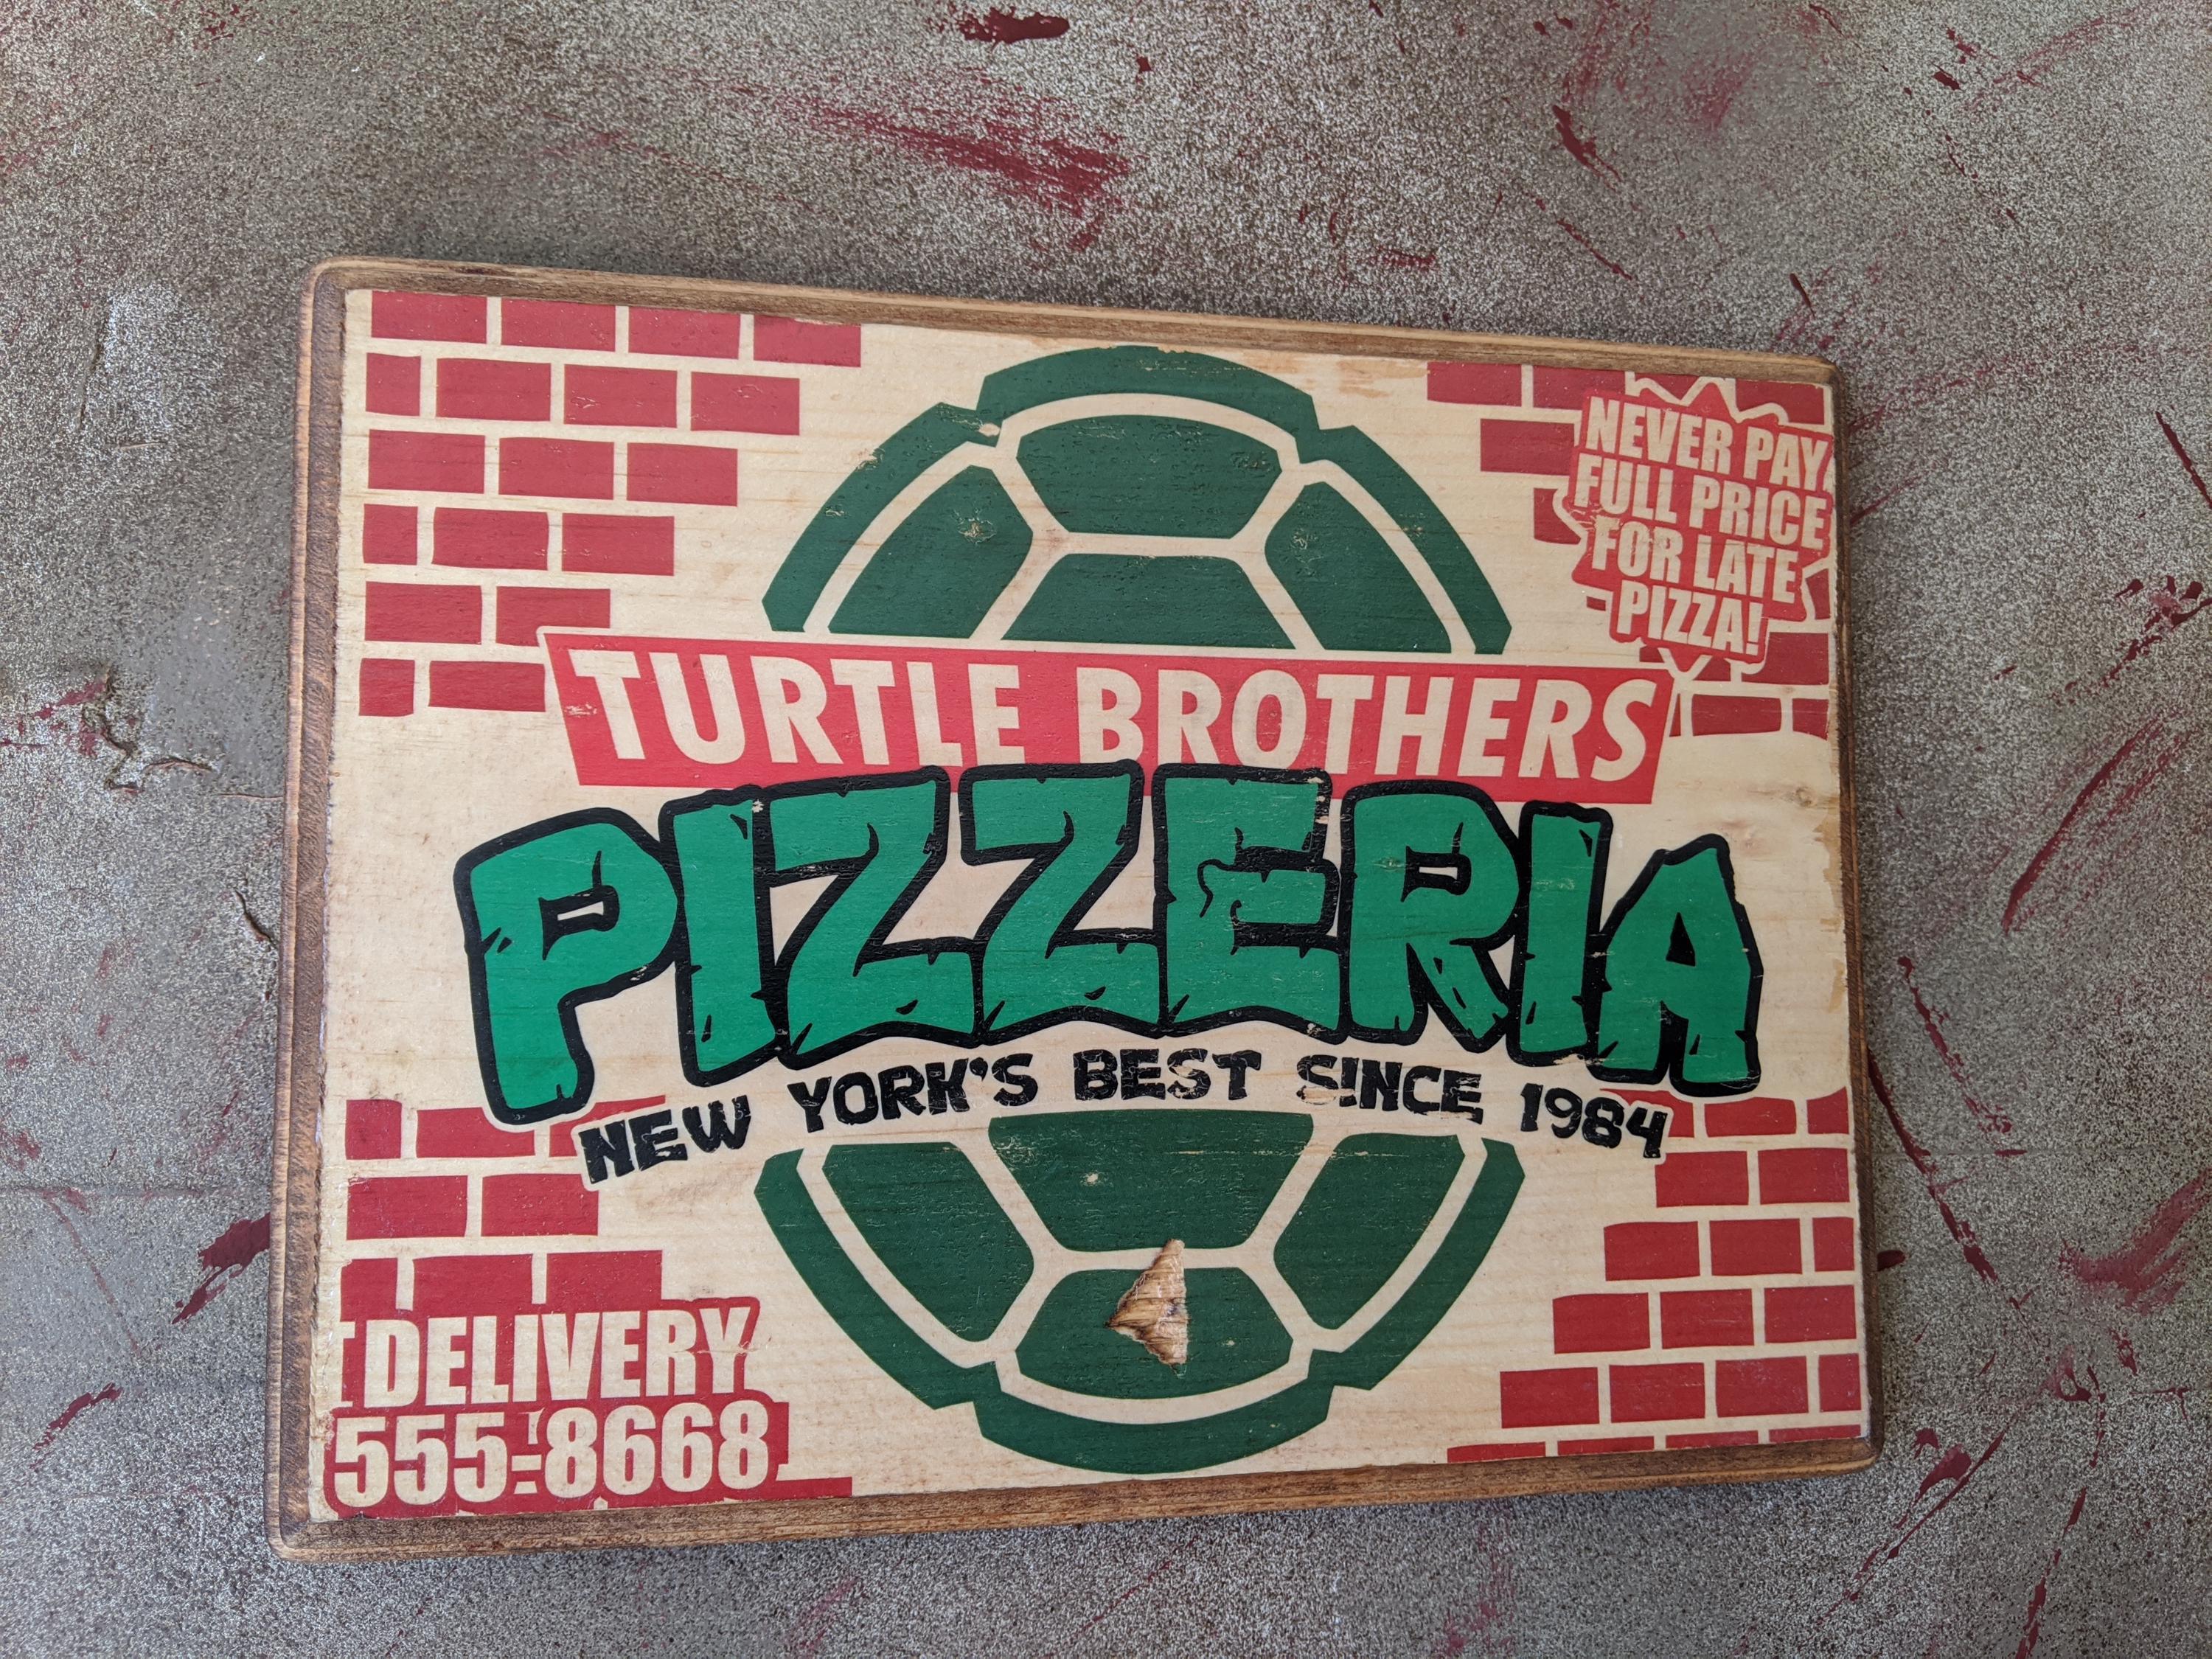 NEVER PAY
FULL PRICE
FOR LATE
PIZZA!
TURTLE BROTHERS
PIZZERIA
NEW YORK'S BEST SINCE 1984
DELIVERY
555-8668